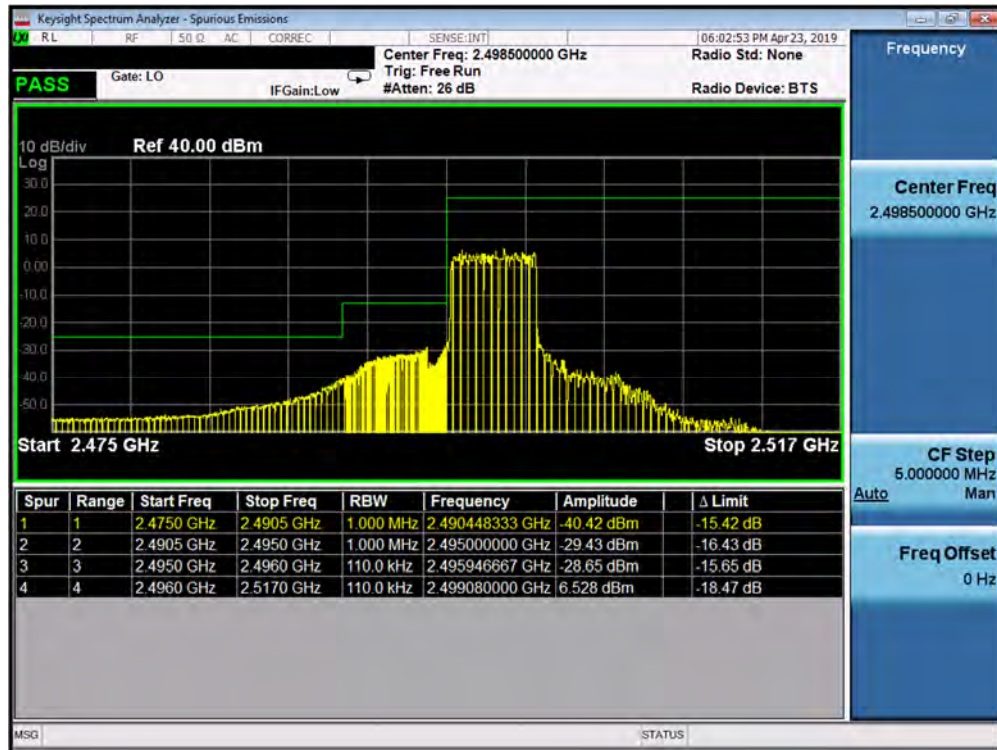 Keysight Spectrum Analyzer - Spurious Emissions
RL RF 50 Ω AC CORREC SENSE:INT 06:02:53 PM Apr 23, 2019
Center Freq: 2.498500000 GHz Radio Std: None
PASS Gate: LO Trig: Free Run
IFGain:Low #Atten: 26 dB Radio Device: BTS
10 dB/div Ref 40.00 dBm
Log
30.0
20.0
10.0
0.00
-10.0
-20.0
-30.0
-40.0
-50.0
Start 2.475 GHz Stop 2.517 GHz
Spur Range Start Freq Stop Freq RBW Frequency Amplitude Δ Limit
1 1 2.4750 GHz 2.4905 GHz 1.000 MHz 2.490448333 GHz -40.42 dBm -15.42 dB
2 2 2.4905 GHz 2.4950 GHz 1.000 MHz 2.495000000 GHz -29.43 dBm -16.43 dB
3 3 2.4950 GHz 2.4960 GHz 110.0 kHz 2.495946667 GHz -28.65 dBm -15.65 dB
4 4 2.4960 GHz 2.5170 GHz 110.0 kHz 2.499080000 GHz 6.528 dBm -18.47 dB
MSG STATUS
Frequency
Center Freq
2.498500000 GHz
CF Step
5.000000 MHz
Auto Man
Freq Offset
0 Hz